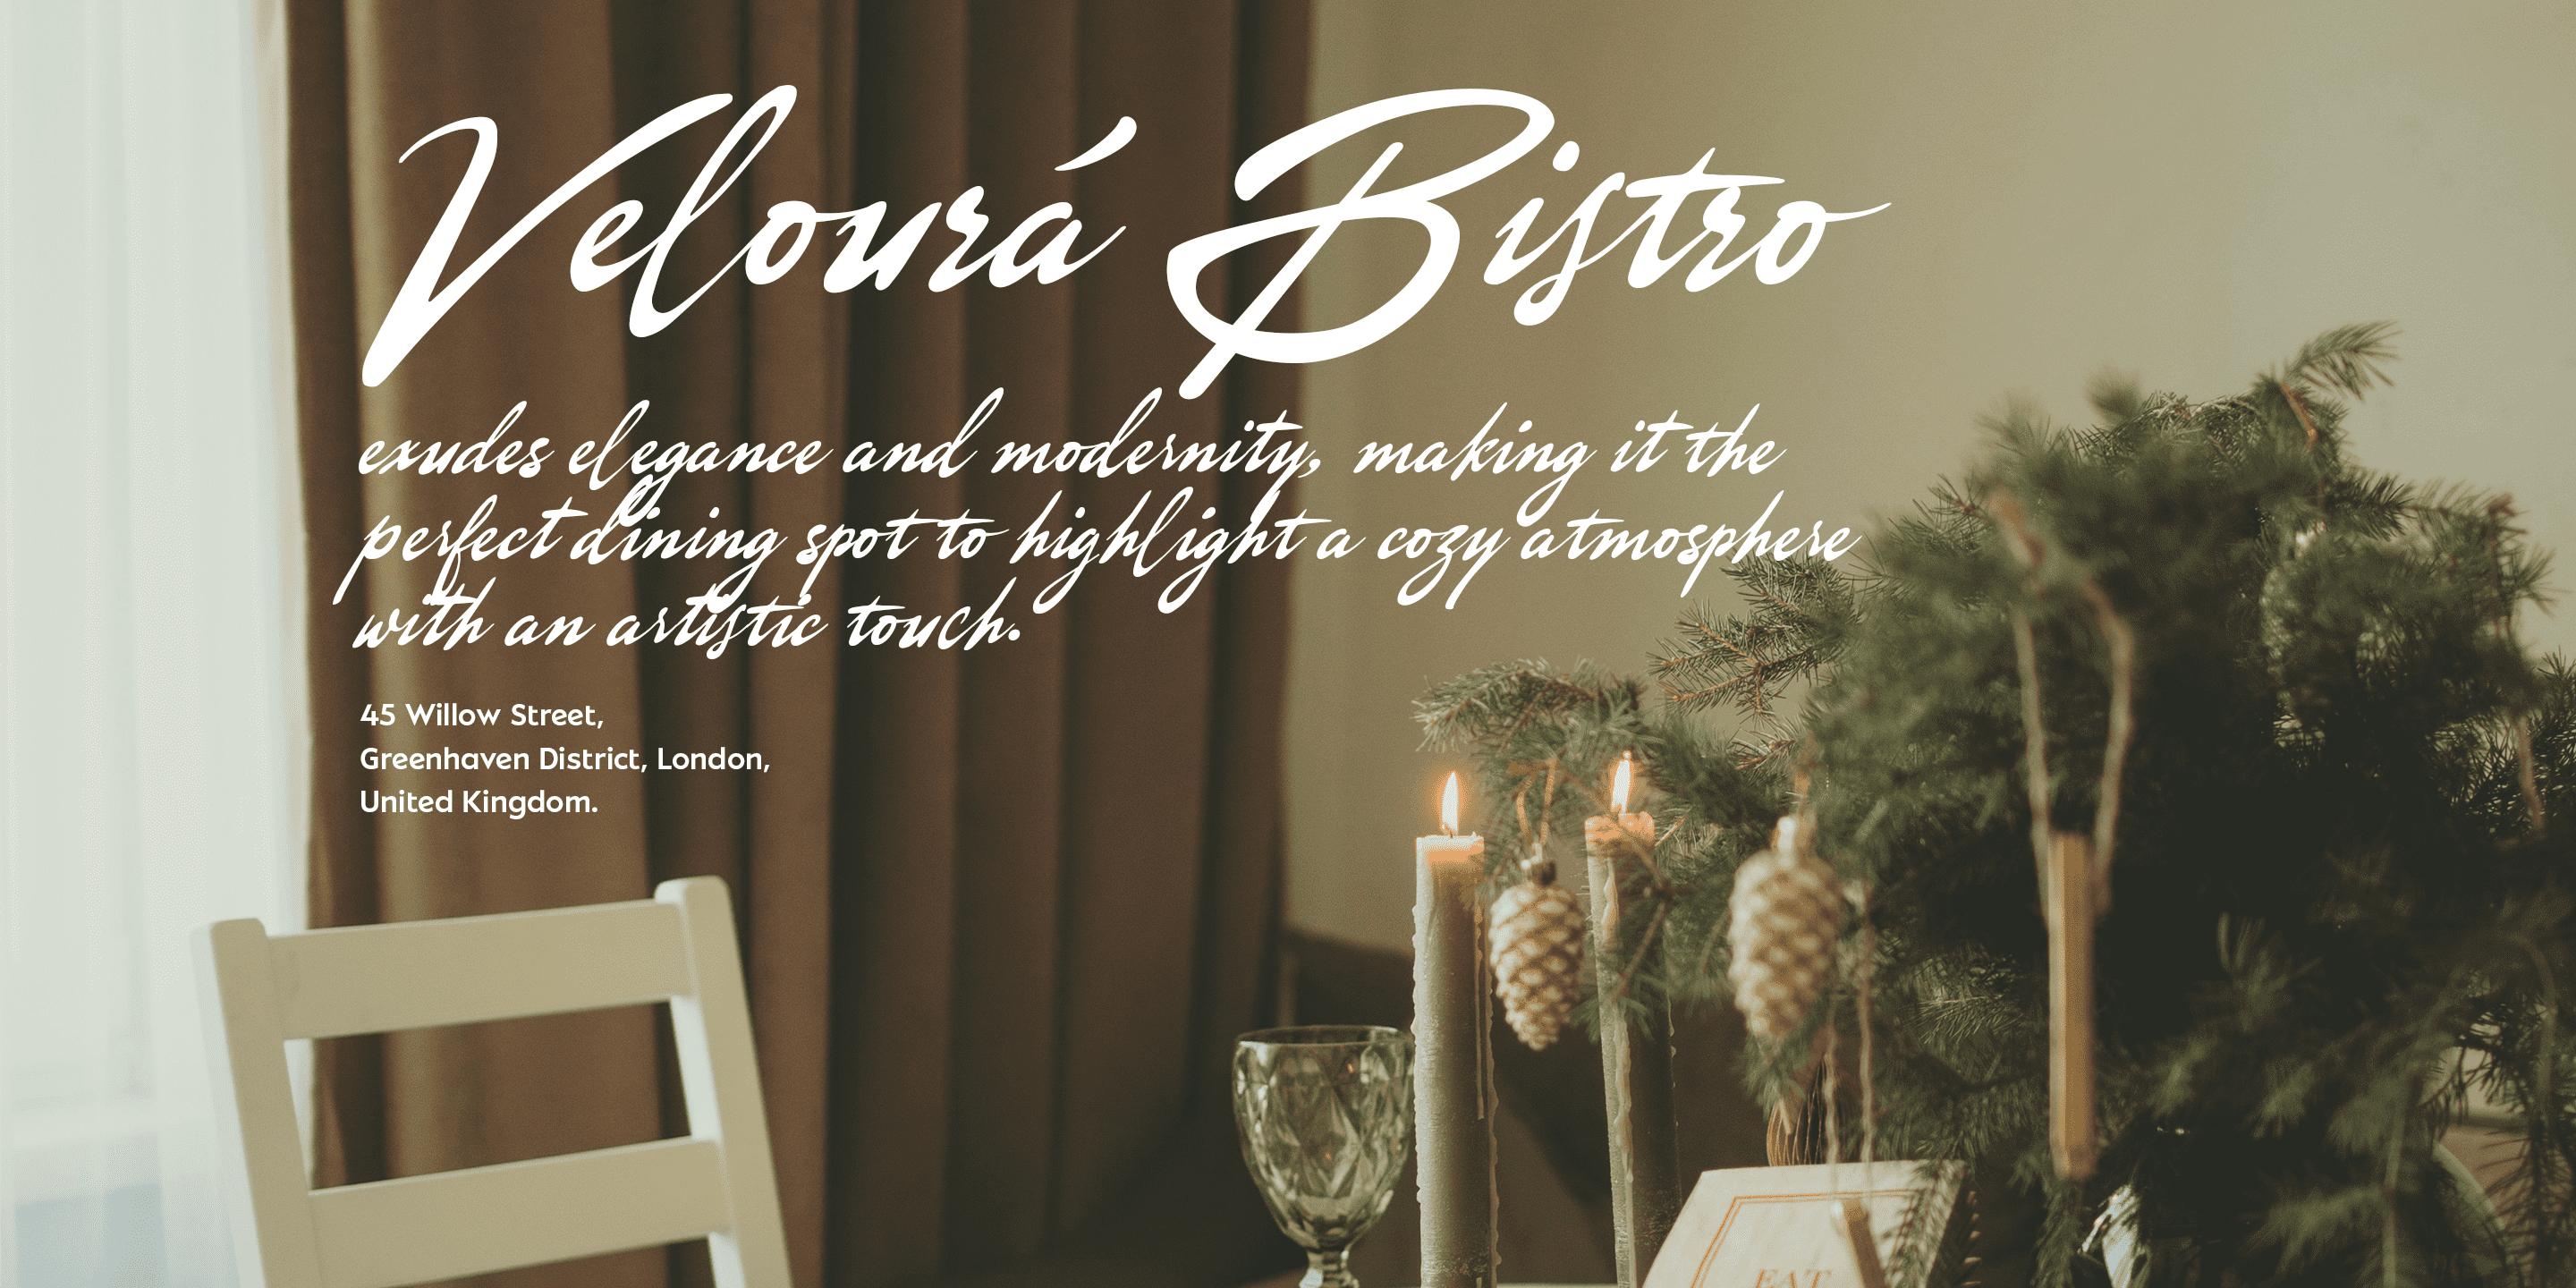 Velourá Bistro
exudes elegance and modernity, making it the
perfect dining spot to highlight a cozy atmosphere
with an artistic touch.
45 Willow Street,
Greenhaven District, London,
United Kingdom.
EAT